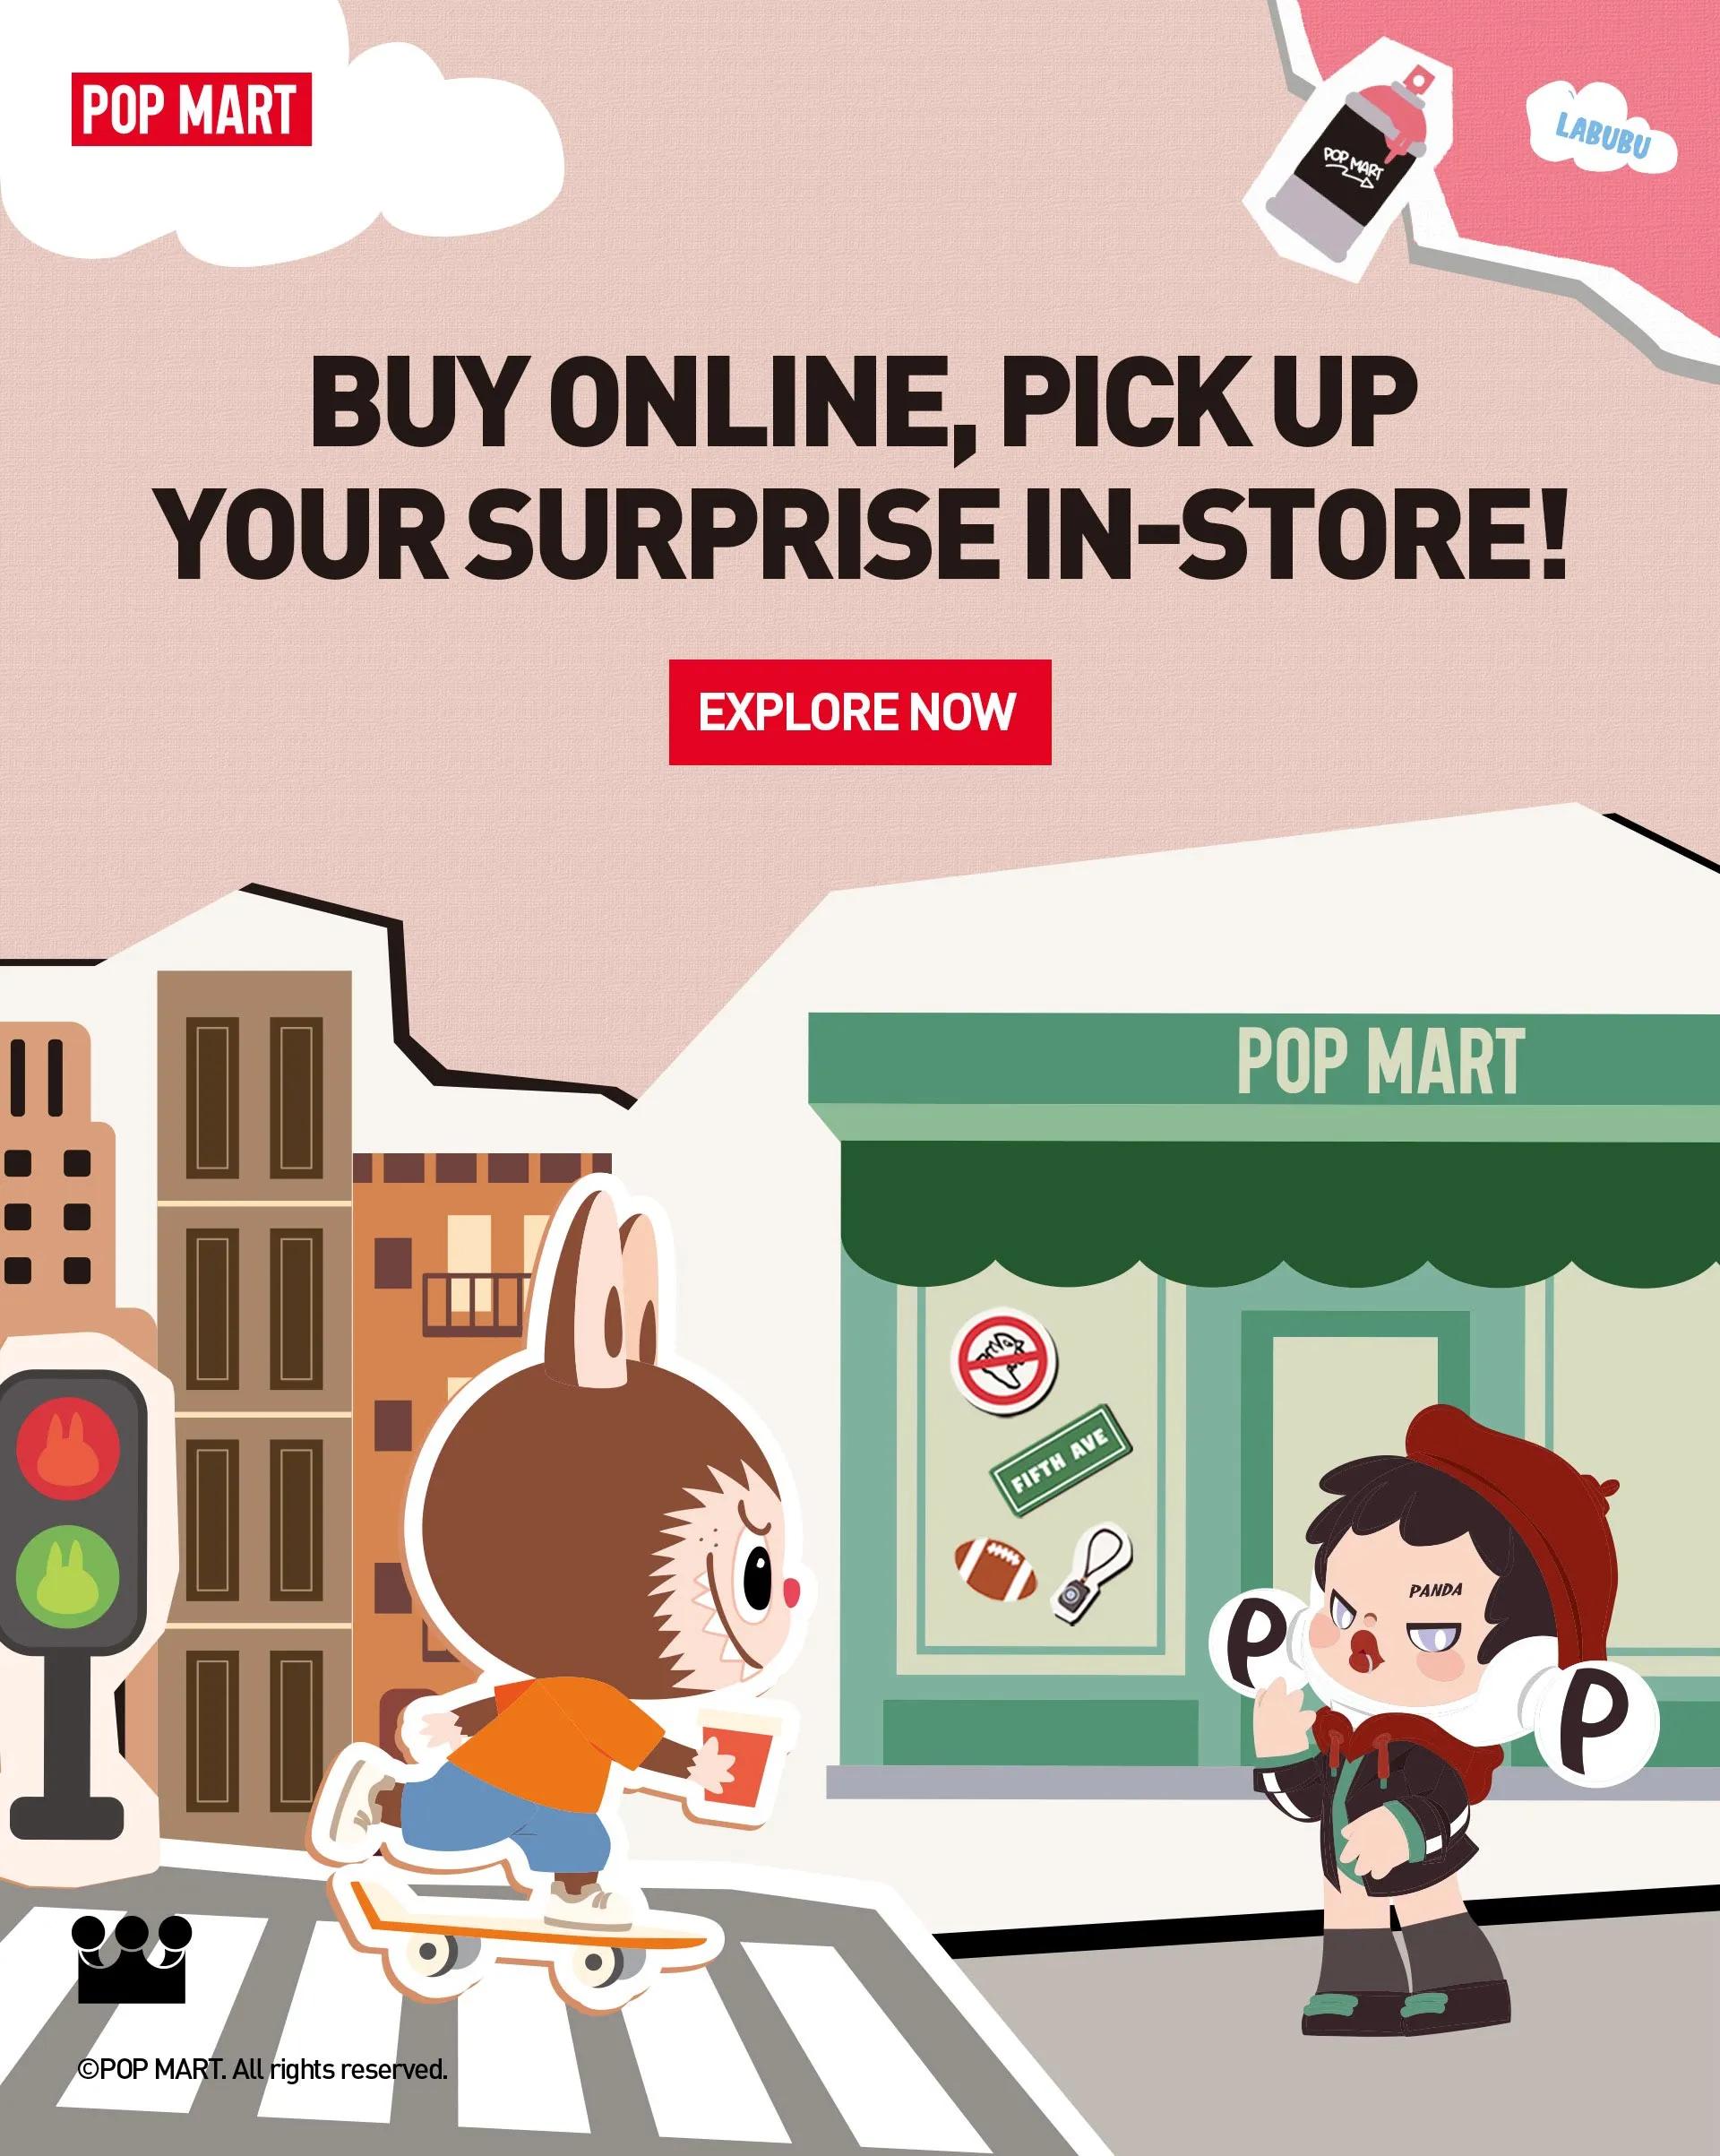 POP MART
POP MART
LABUBU
BUY ONLINE, PICK UP
YOUR SURPRISE IN-STORE!
EXPLORE NOW
POP MART
FIFTH AVE
PANDA
P
P
©POP MART. All rights reserved.